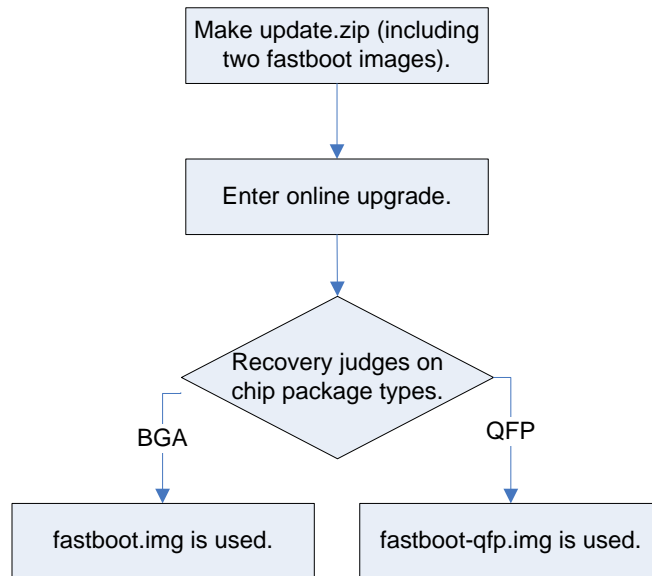 Make update.zip (including
two fastboot images).
Enter online upgrade.
Recovery judges on
chip package types.
BGA
QFP
fastboot.img is used.
fastboot-qfp.img is used.